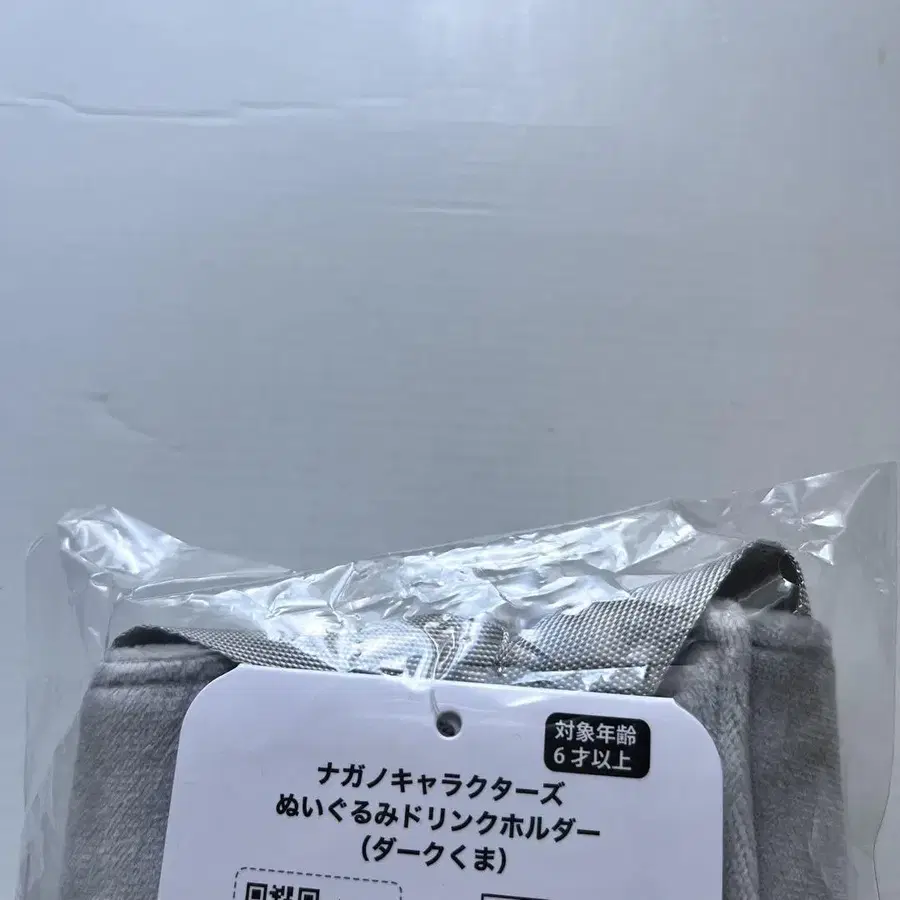 対象年齢
6才以上
ナガノキャラクターズ
ぬいぐるみドリンクホルダー
(ダークくま)